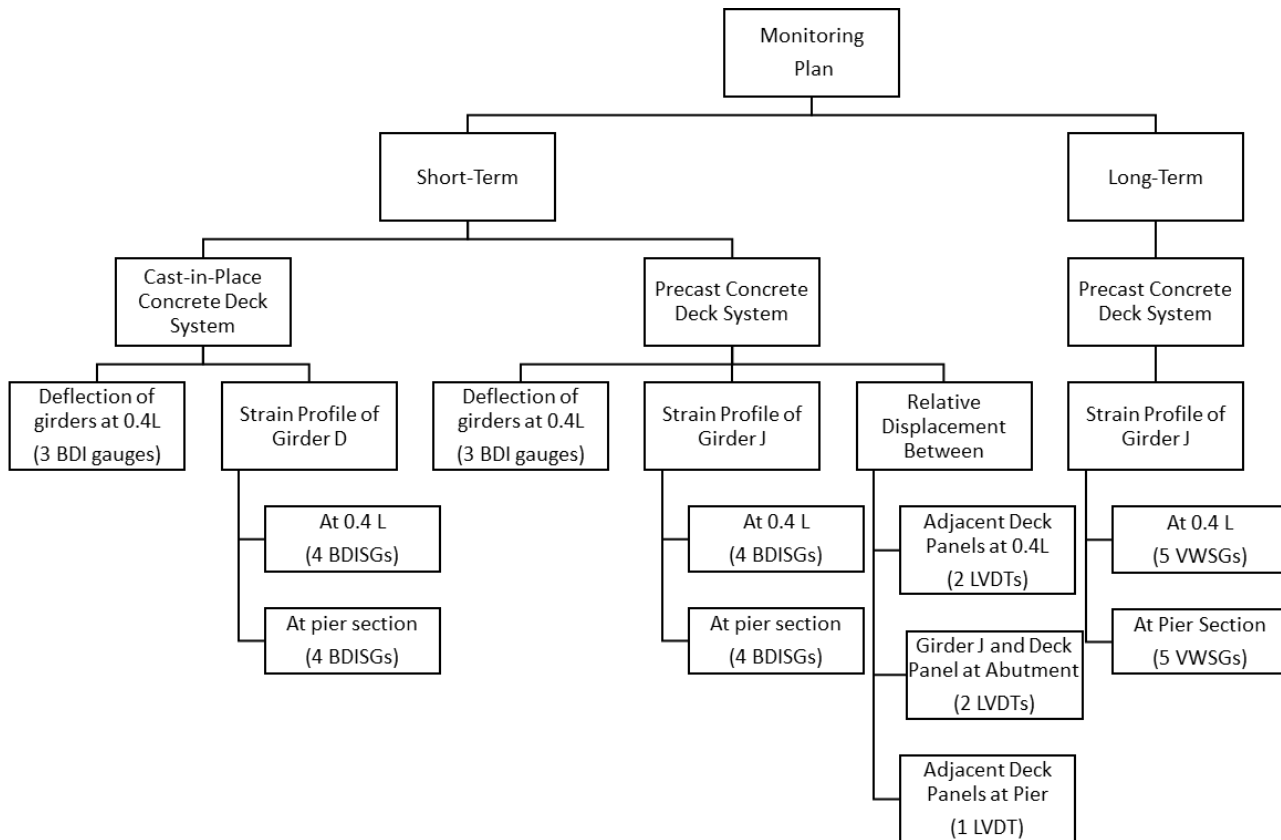 Monitoring
Plan
Short-Term
Long-Term
Cast-in-Place
Concrete Deck
System
Precast Concrete
Deck System
Precast Concrete
Deck System
Deflection of
girders at 0.4L
(3 BDI gauges)
Strain Profile of
Girder D
Deflection of
girders at 0.4L
(3 BDI gauges)
Strain Profile of
Girder J
Relative
Displacement
Between
Strain Profile of
Girder J
At 0.4 L
(4 BDISGs)
At pier section
(4 BDISGs)
At 0.4 L
(4 BDISGs)
At pier section
(4 BDISGs)
Adjacent Deck
Panels at 0.4L
(2 LVDTs)
Girder J and Deck
Panel at Abutment
(2 LVDTs)
Adjacent Deck
Panels at Pier
(1 LVDT)
At 0.4 L
(5 VWSGs)
At Pier Section
(5 VWSGs)